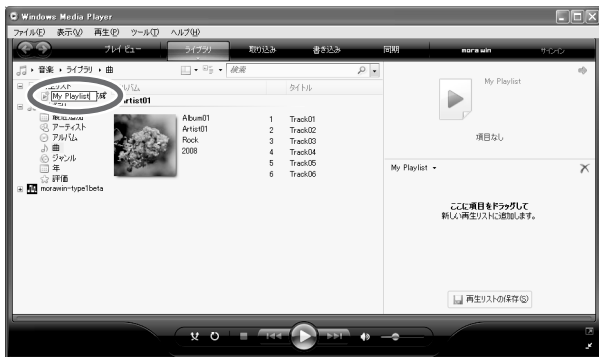 Windows Media Player
ファイル(F) 表示(V) 再生(P) ツール(T) ヘルプ(H)
プレイ ビュー ライブラリ 取り込み 書き込み 同期 mora win サインイン
音楽 ライブラリ 曲 検索
My Playlist
アルバム タイトル
Artist01
最近追加
アーティスト
アルバム
曲
ジャンル
年
評価
morawin-type1beta
Album01
Artist01
Rock
2008
1 Track01
2 Track02
3 Track03
4 Track04
5 Track05
6 Track06
My Playlist
項目なし
My Playlist
ここに項目をドラッグして
新しい再生リストに追加します。
再生リストの保存(S)